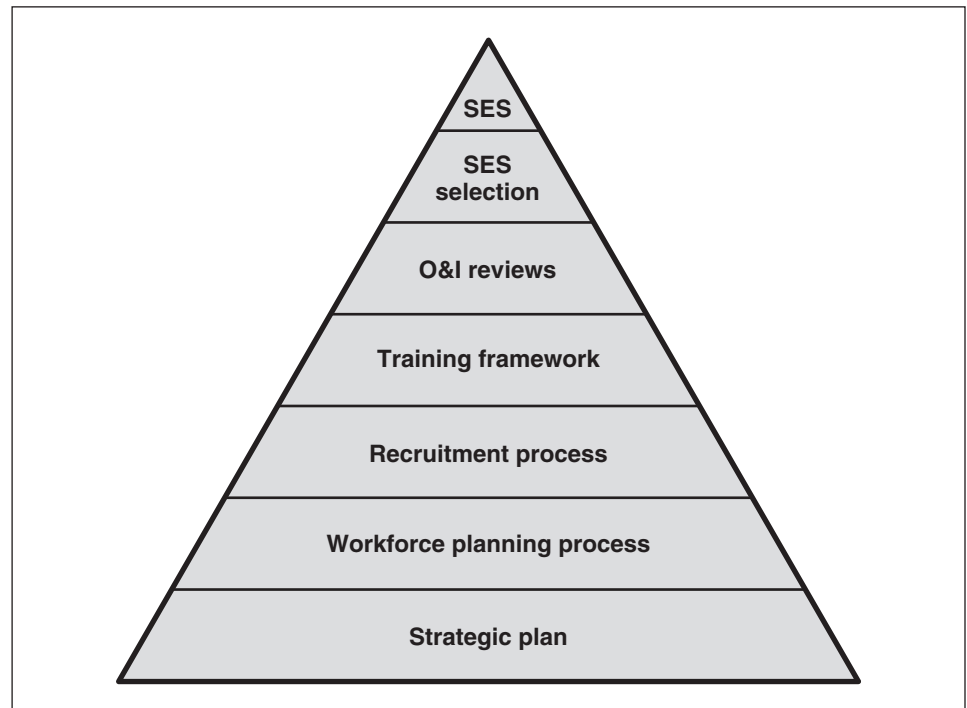 SES
SES
selection
O&I reviews
Training framework
Recruitment process
Workforce planning process
Strategic plan